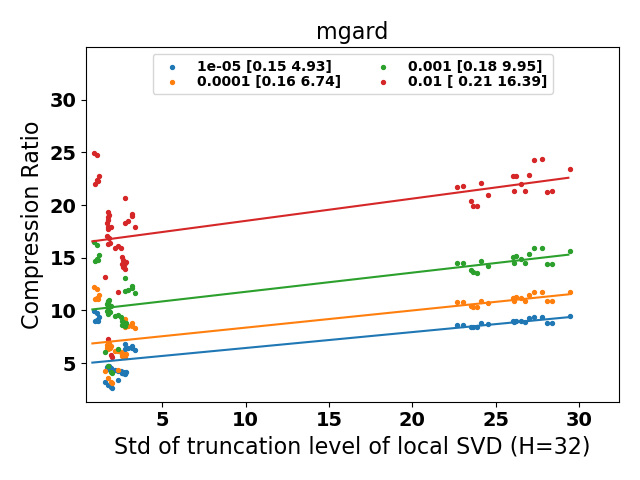 mgard
1e-05 [0.15 4.93]
0.0001 [0.16 6.74]
0.001 [0.18 9.95]
0.01 [ 0.21 16.39]
Compression Ratio
30
25
20
15
10
5
5 10 15 20 25 30
Std of truncation level of local SVD (H=32)